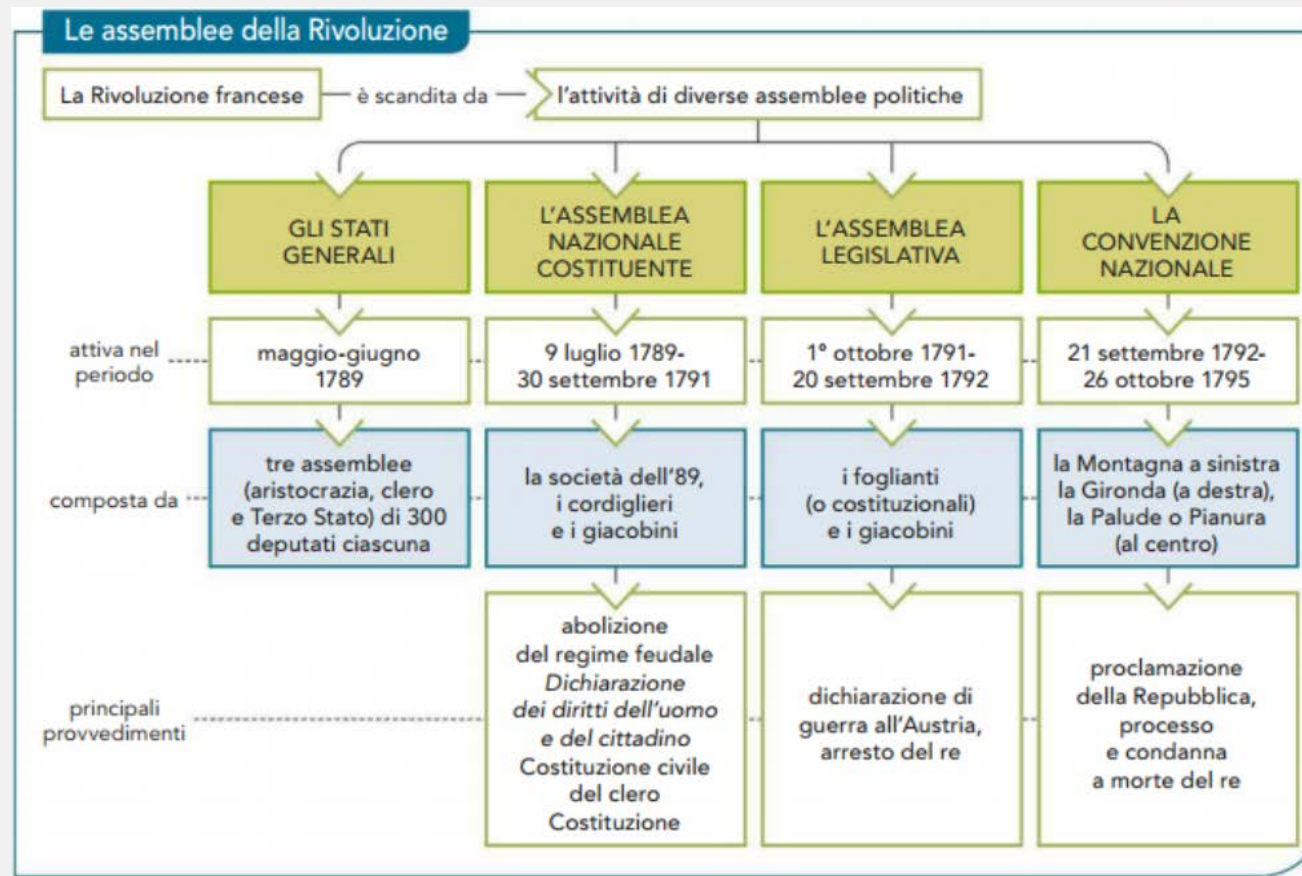 Le assemblee della Rivoluzione
La Rivoluzione francese
è scandita da
l'attività di diverse assemblee politiche
GLI STATI
GENERALI
L'ASSEMBLEA
NAZIONALE
COSTITUENTE
L'ASSEMBLEA
LEGISLATIVA
LA
CONVENZIONE
NAZIONALE
attiva nel
periodo
maggio-giugno
1789
9 luglio 1789-
30 settembre 1791
1° ottobre 1791-
20 settembre 1792
21 settembre 1792-
26 ottobre 1795
composta da
tre assemblee
(aristocrazia, clero
e Terzo Stato) di 300
deputati ciascuna
la società dell'89,
i cordiglieri
e i giacobini
i foglianti
(o costituzionali)
e i giacobini
la Montagna a sinistra
la Gironda (a destra),
la Palude o Pianura
(al centro)
principali
provvedimenti
abolizione
del regime feudale
Dichiarazione
dei diritti dell'uomo
e del cittadino
Costituzione civile
del clero
Costituzione
dichiarazione di
guerra all'Austria,
arresto del re
proclamazione
della Repubblica,
processo
e condanna
a morte del re